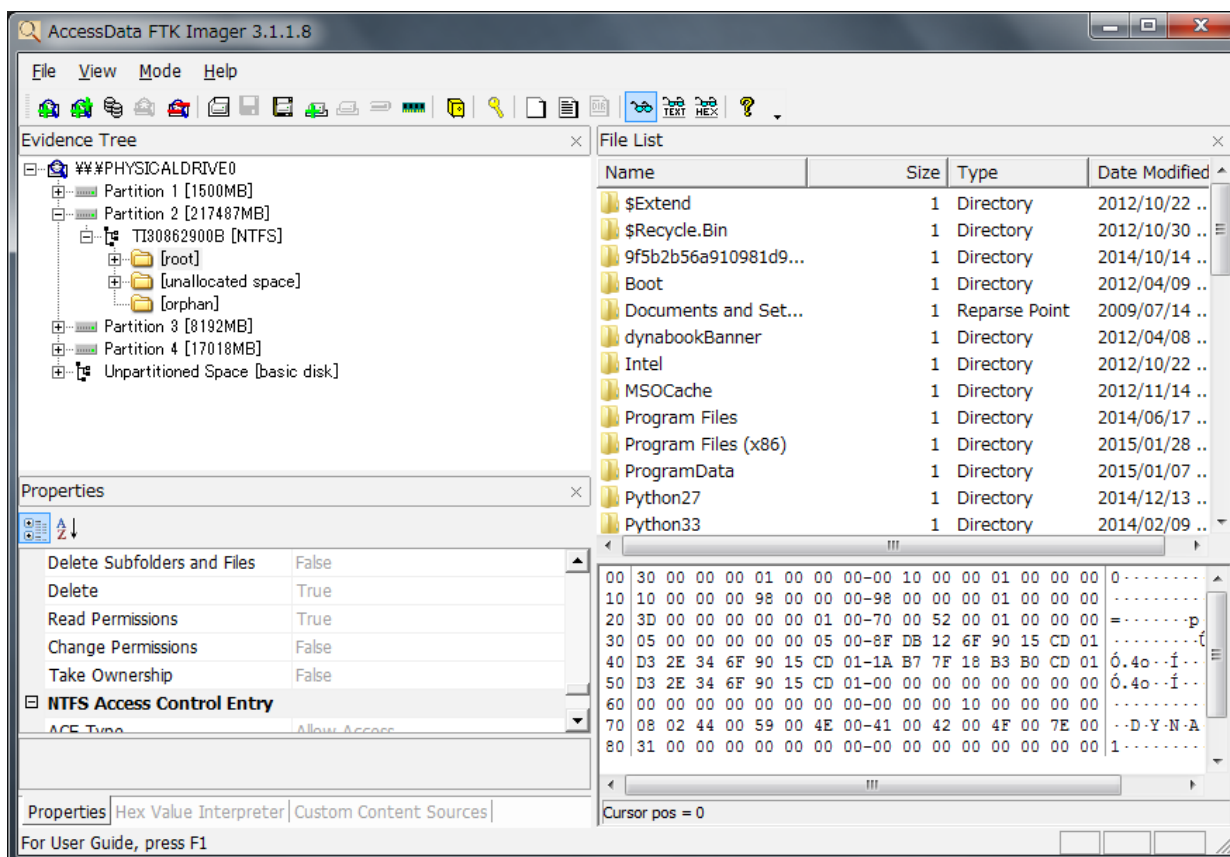 AccessData FTK Imager 3.1.1.8
File View Mode Help
TEXT HEX
Evidence Tree
¥¥.¥PHYSICALDRIVE0
Partition 1 [1500MB]
Partition 2 [217487MB]
TI30862900B [NTFS]
[root]
[unallocated space]
[orphan]
Partition 3 [8192MB]
Partition 4 [17018MB]
Unpartitioned Space [basic disk]
Properties
Delete Subfolders and Files False
Delete True
Read Permissions True
Change Permissions False
Take Ownership False
NTFS Access Control Entry
ACE Type Allow Access
Properties Hex Value Interpreter Custom Content Sources
File List
Name Size Type Date Modified
$Extend 1 Directory 2012/10/22 ..
$Recycle.Bin 1 Directory 2012/10/30 ..
9f5b2b56a910981d9... 1 Directory 2014/10/14 ..
Boot 1 Directory 2012/04/09 ..
Documents and Set... 1 Reparse Point 2009/07/14 ..
dynabookBanner 1 Directory 2012/04/08 ..
Intel 1 Directory 2012/10/22 ..
MSOCache 1 Directory 2012/11/14 ..
Program Files 1 Directory 2014/06/17 ..
Program Files (x86) 1 Directory 2015/01/28 ..
ProgramData 1 Directory 2015/01/07 ..
Python27 1 Directory 2014/12/13 ..
Python33 1 Directory 2014/02/09 ..
00 30 00 00 00 01 00 00 00-00 10 00 00 01 00 00 00 0·········
10 10 00 00 00 98 00 00 00-98 00 00 00 01 00 00 00 ··········
20 3D 00 00 00 00 00 01 00-70 00 52 00 01 00 00 00 =·······p
30 05 00 00 00 00 00 05 00-8F DB 12 6F 90 15 CD 01 ·········Û
40 D3 2E 34 6F 90 15 CD 01-1A B7 7F 18 B3 B0 CD 01 Ó.4o··Í··
50 D3 2E 34 6F 90 15 CD 01-00 00 00 00 00 00 00 00 Ó.4o··Í··
60 00 00 00 00 00 00 00 00-00 00 00 10 00 00 00 00 ··········
70 08 02 44 00 59 00 4E 00-41 00 42 00 4F 00 7E 00 ··D·Y·N·A
80 31 00 00 00 00 00 00 00-00 00 00 00 00 00 00 00 1·········
Cursor pos = 0
For User Guide, press F1